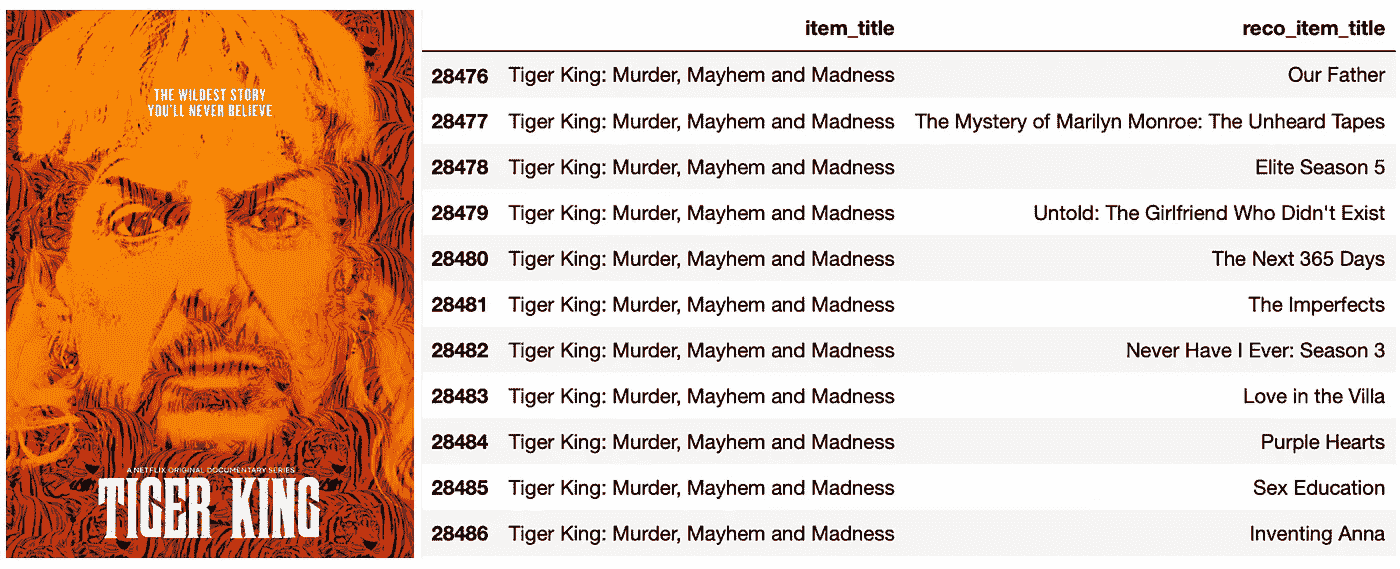 THE WILDEST STORY
YOU'LL NEVER BELIEVE
A NETFLIX ORIGINAL DOCUMENTARY SERIES
TIGER KING
item_title reco_item_title
28476 Tiger King: Murder, Mayhem and Madness Our Father
28477 Tiger King: Murder, Mayhem and Madness The Mystery of Marilyn Monroe: The Unheard Tapes
28478 Tiger King: Murder, Mayhem and Madness Elite Season 5
28479 Tiger King: Murder, Mayhem and Madness Untold: The Girlfriend Who Didn't Exist
28480 Tiger King: Murder, Mayhem and Madness The Next 365 Days
28481 Tiger King: Murder, Mayhem and Madness The Imperfects
28482 Tiger King: Murder, Mayhem and Madness Never Have I Ever: Season 3
28483 Tiger King: Murder, Mayhem and Madness Love in the Villa
28484 Tiger King: Murder, Mayhem and Madness Purple Hearts
28485 Tiger King: Murder, Mayhem and Madness Sex Education
28486 Tiger King: Murder, Mayhem and Madness Inventing Anna